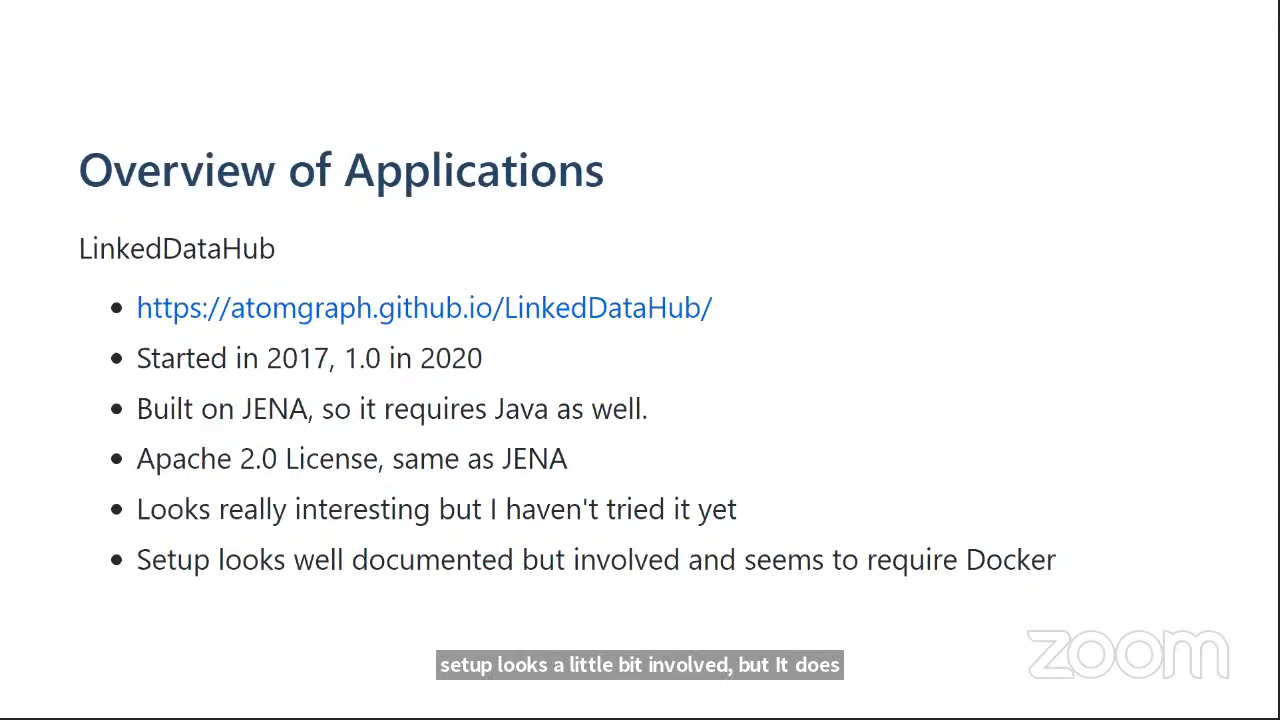 Overview of Applications
LinkedDataHub
https://atomgraph.github.io/LinkedDataHub/
Started in 2017, 1.0 in 2020
Built on JENA, so it requires Java as well.
Apache 2.0 License, same as JENA
Looks really interesting but I haven't tried it yet
Setup looks well documented but involved and seems to require Docker
setup looks a little bit involved, but It does
zoom